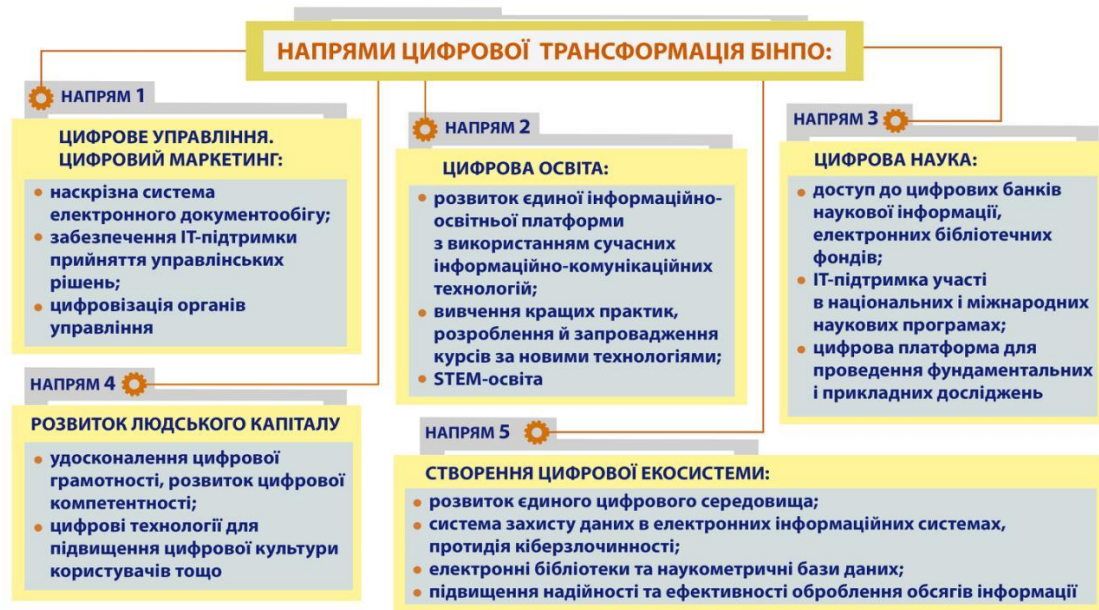 НАПРЯМИ ЦИФРОВОЇ ТРАНСФОРМАЦІЯ БІНПО:
НАПРЯМ 1
ЦИФРОВЕ УПРАВЛІННЯ.
ЦИФРОВИЙ МАРКЕТИНГ:
• наскрізна система
електронного документообігу;
• забезпечення ІТ-підтримки
прийняття управлінських
рішень;
• цифровізація органів
управління
НАПРЯМ 2
ЦИФРОВА ОСВІТА:
• розвиток єдиної інформаційно-
освітньої платформи
з використанням сучасних
інформаційно-комунікаційних
технологій;
• вивчення кращих практик,
розроблення й запровадження
курсів за новими технологіями;
• STEM-освіта
НАПРЯМ 3
ЦИФРОВА НАУКА:
• доступ до цифрових банків
наукової інформації,
електронних бібліотечних
фондів;
• ІТ-підтримка участі
в національних і міжнародних
наукових програмах;
• цифрова платформа для
проведення фундаментальних
і прикладних досліджень
НАПРЯМ 4
РОЗВИТОК ЛЮДСЬКОГО КАПІТАЛУ
• удосконалення цифрової
грамотності, розвиток цифрової
компетентності;
• цифрові технології для
підвищення цифрової культури
користувачів тощо
НАПРЯМ 5
СТВОРЕННЯ ЦИФРОВОЇ ЕКОСИСТЕМИ:
• розвиток єдиного цифрового середовища;
• система захисту даних в електронних інформаційних системах,
протидія кіберзлочинності;
• електронні бібліотеки та наукометричні бази даних;
• підвищення надійності та ефективності оброблення обсягів інформації